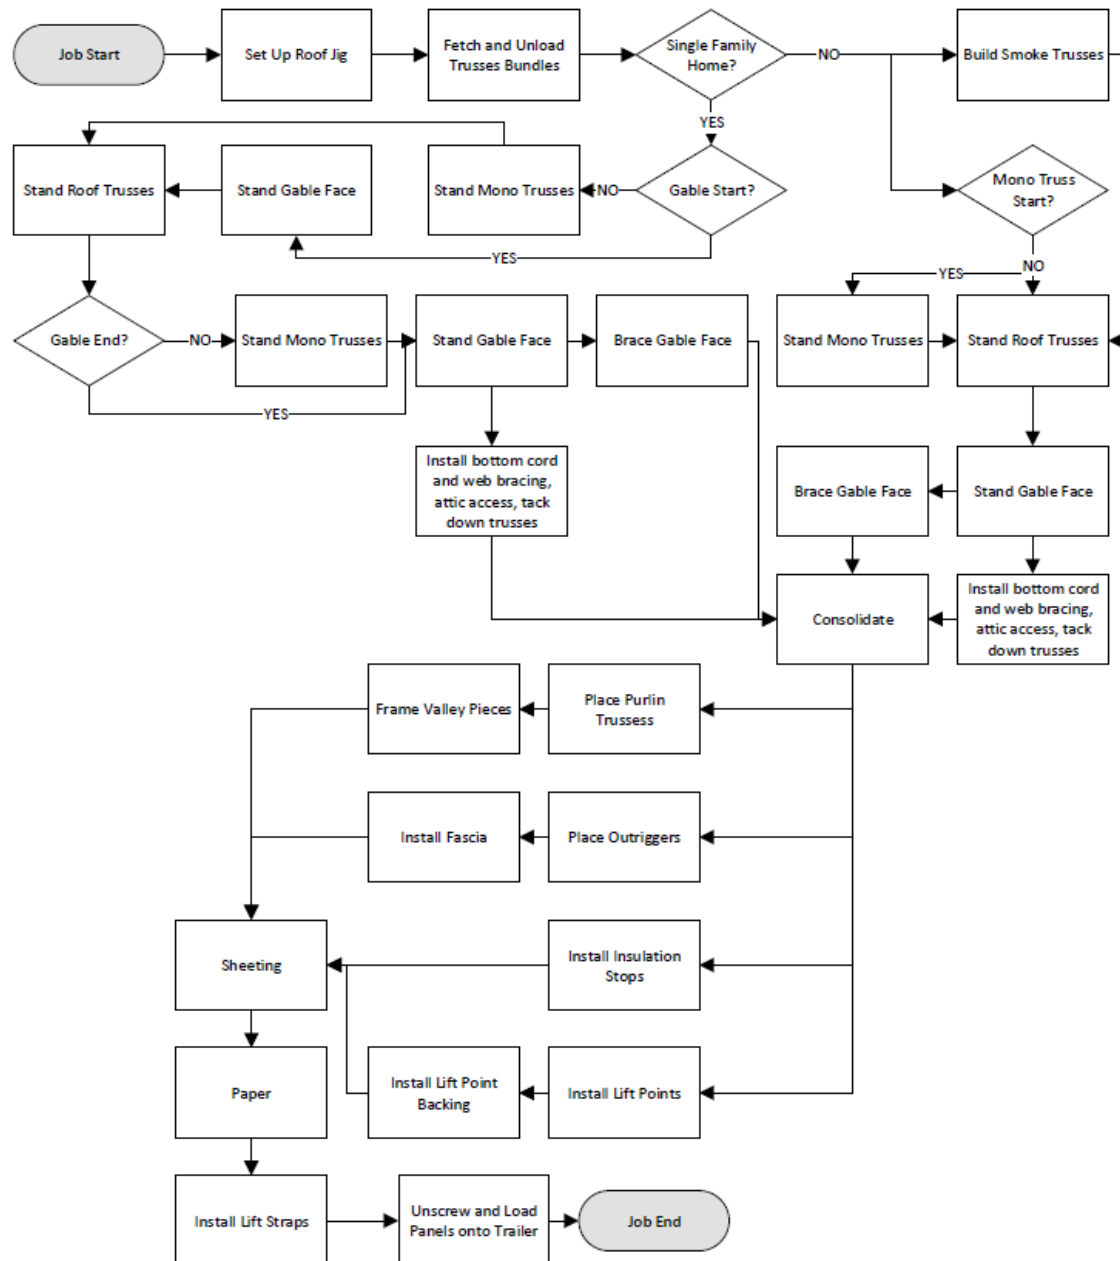 Job Start
Set Up Roof Jig
Fetch and Unload
Trusses Bundles
Single Family
Home?
NO
Build Smoke Trusses
YES
Stand Roof Trusses
Stand Gable Face
Stand Mono Trusses
NO
Gable Start?
Mono Truss
Start?
YES
YES
NO
Gable End?
NO
Stand Mono Trusses
Stand Gable Face
Brace Gable Face
Stand Mono Trusses
Stand Roof Trusses
YES
Install bottom cord
and web bracing,
attic access, tack
down trusses
Brace Gable Face
Stand Gable Face
Consolidate
Install bottom cord
and web bracing,
attic access, tack
down trusses
Frame Valley Pieces
Place Purlin
Trussess
Install Fascia
Place Outriggers
Sheeting
Install Insulation
Stops
Paper
Install Lift Point
Backing
Install Lift Points
Install Lift Straps
Unscrew and Load
Panels onto Trailer
Job End